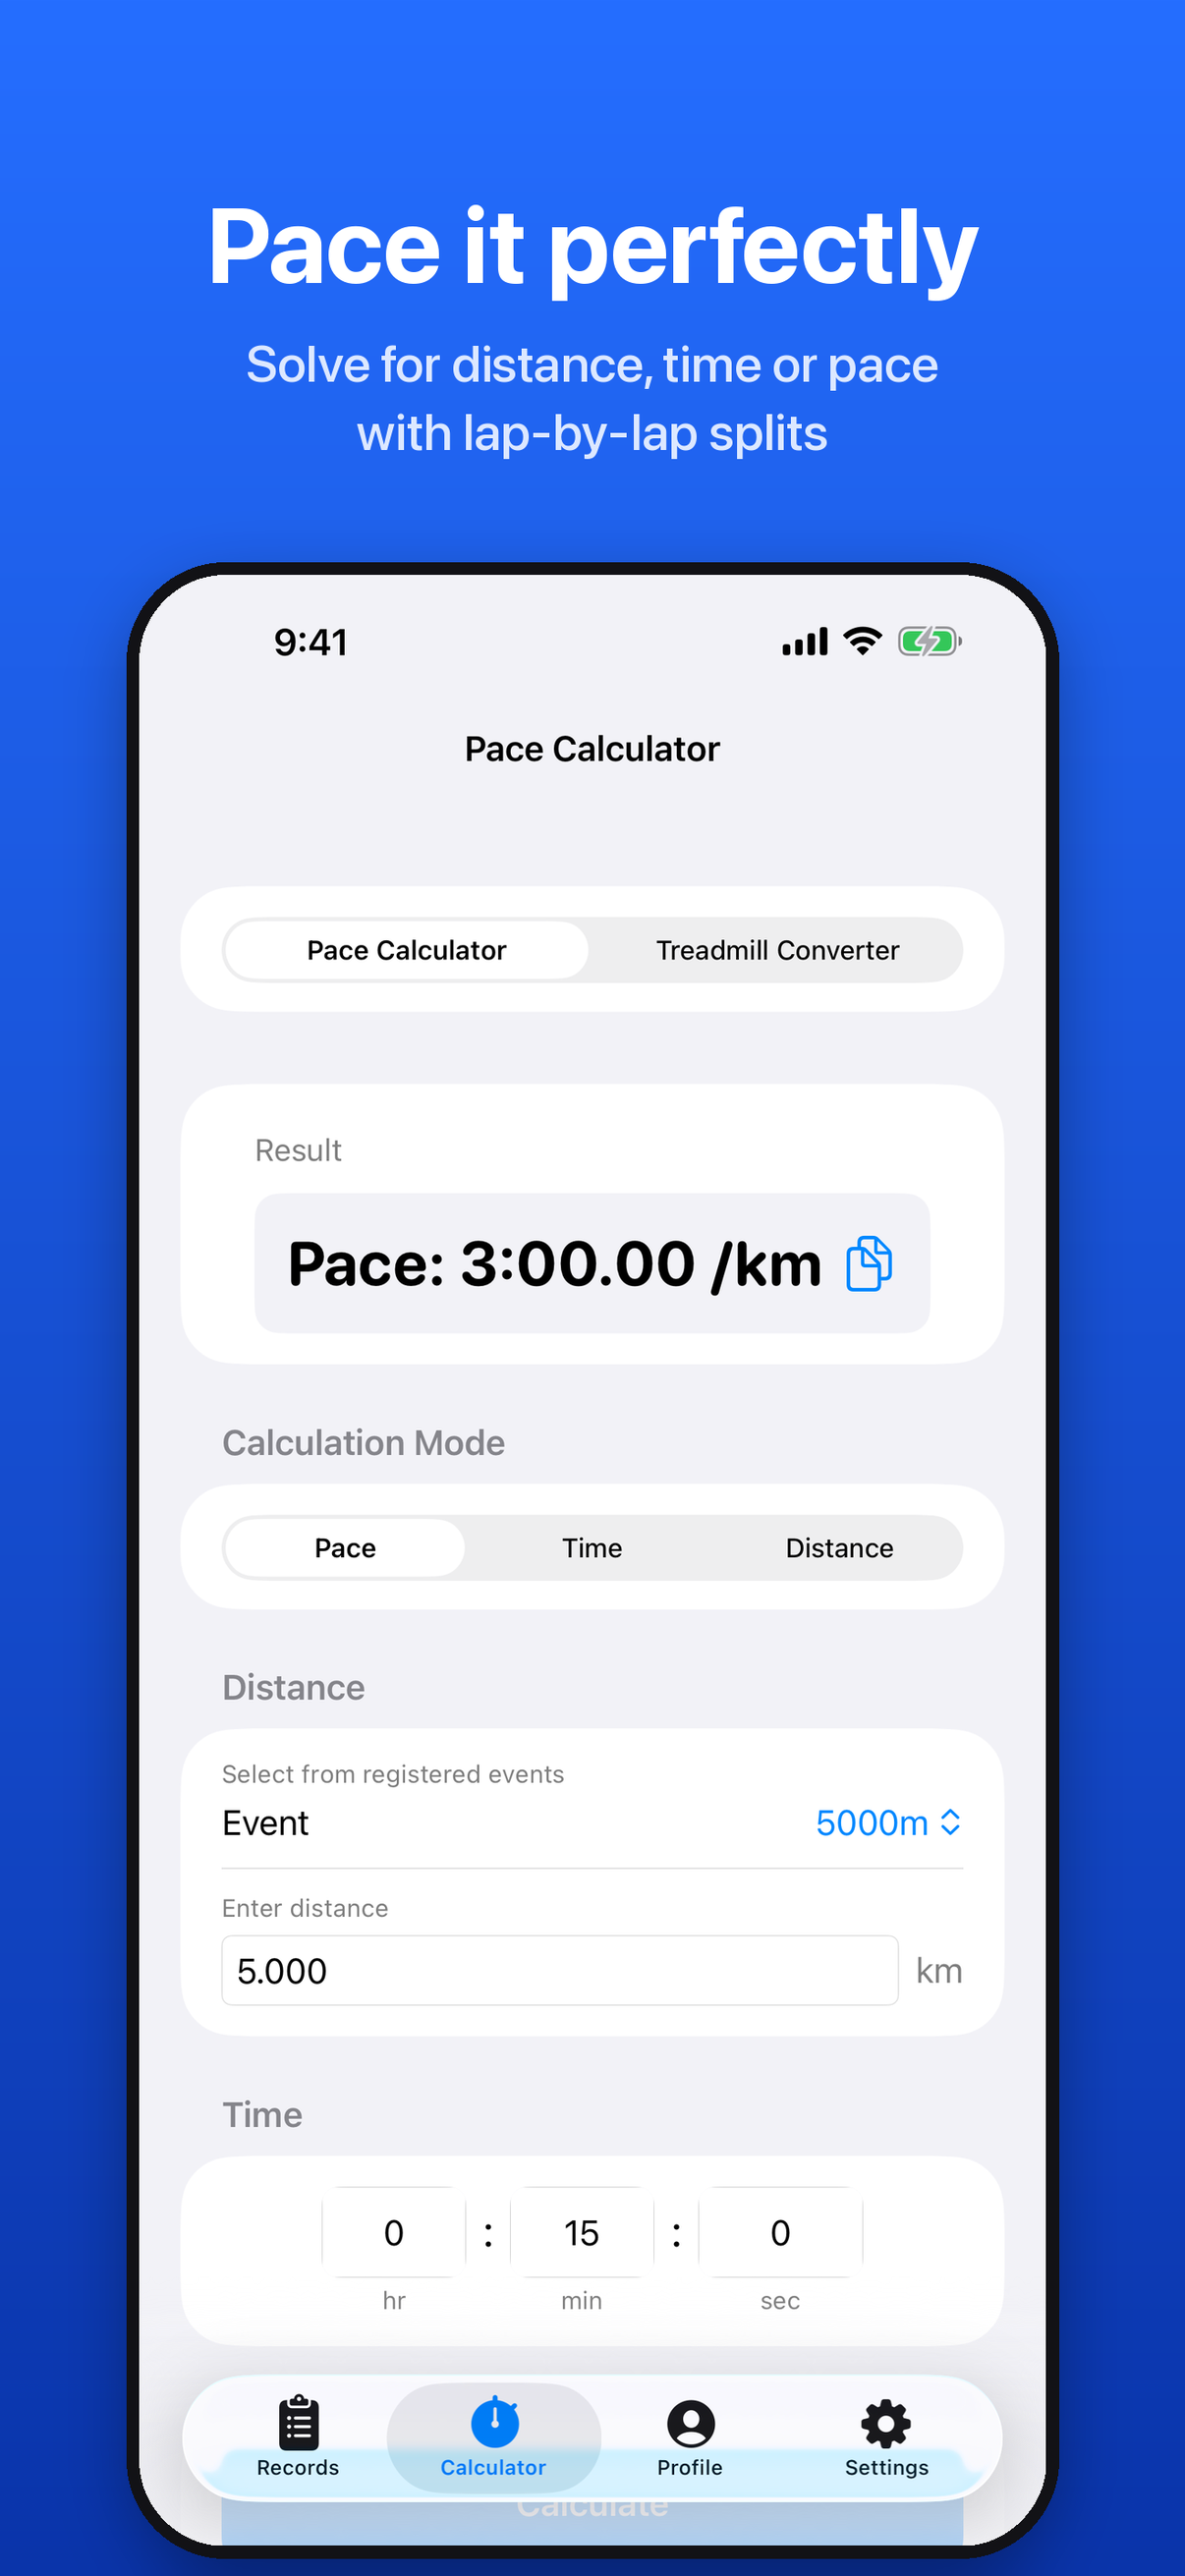 Pace it perfectly
Solve for distance, time or pace
with lap-by-lap splits
9:41
Pace Calculator
Pace Calculator Treadmill Converter
Result
Pace: 3:00.00 /km
Calculation Mode
Pace Time Distance
Distance
Select from registered events
Event 5000m
Enter distance
5.000 km
Time
0 : 15 : 0
hr min sec
Records Calculator Profile Settings
Calculate